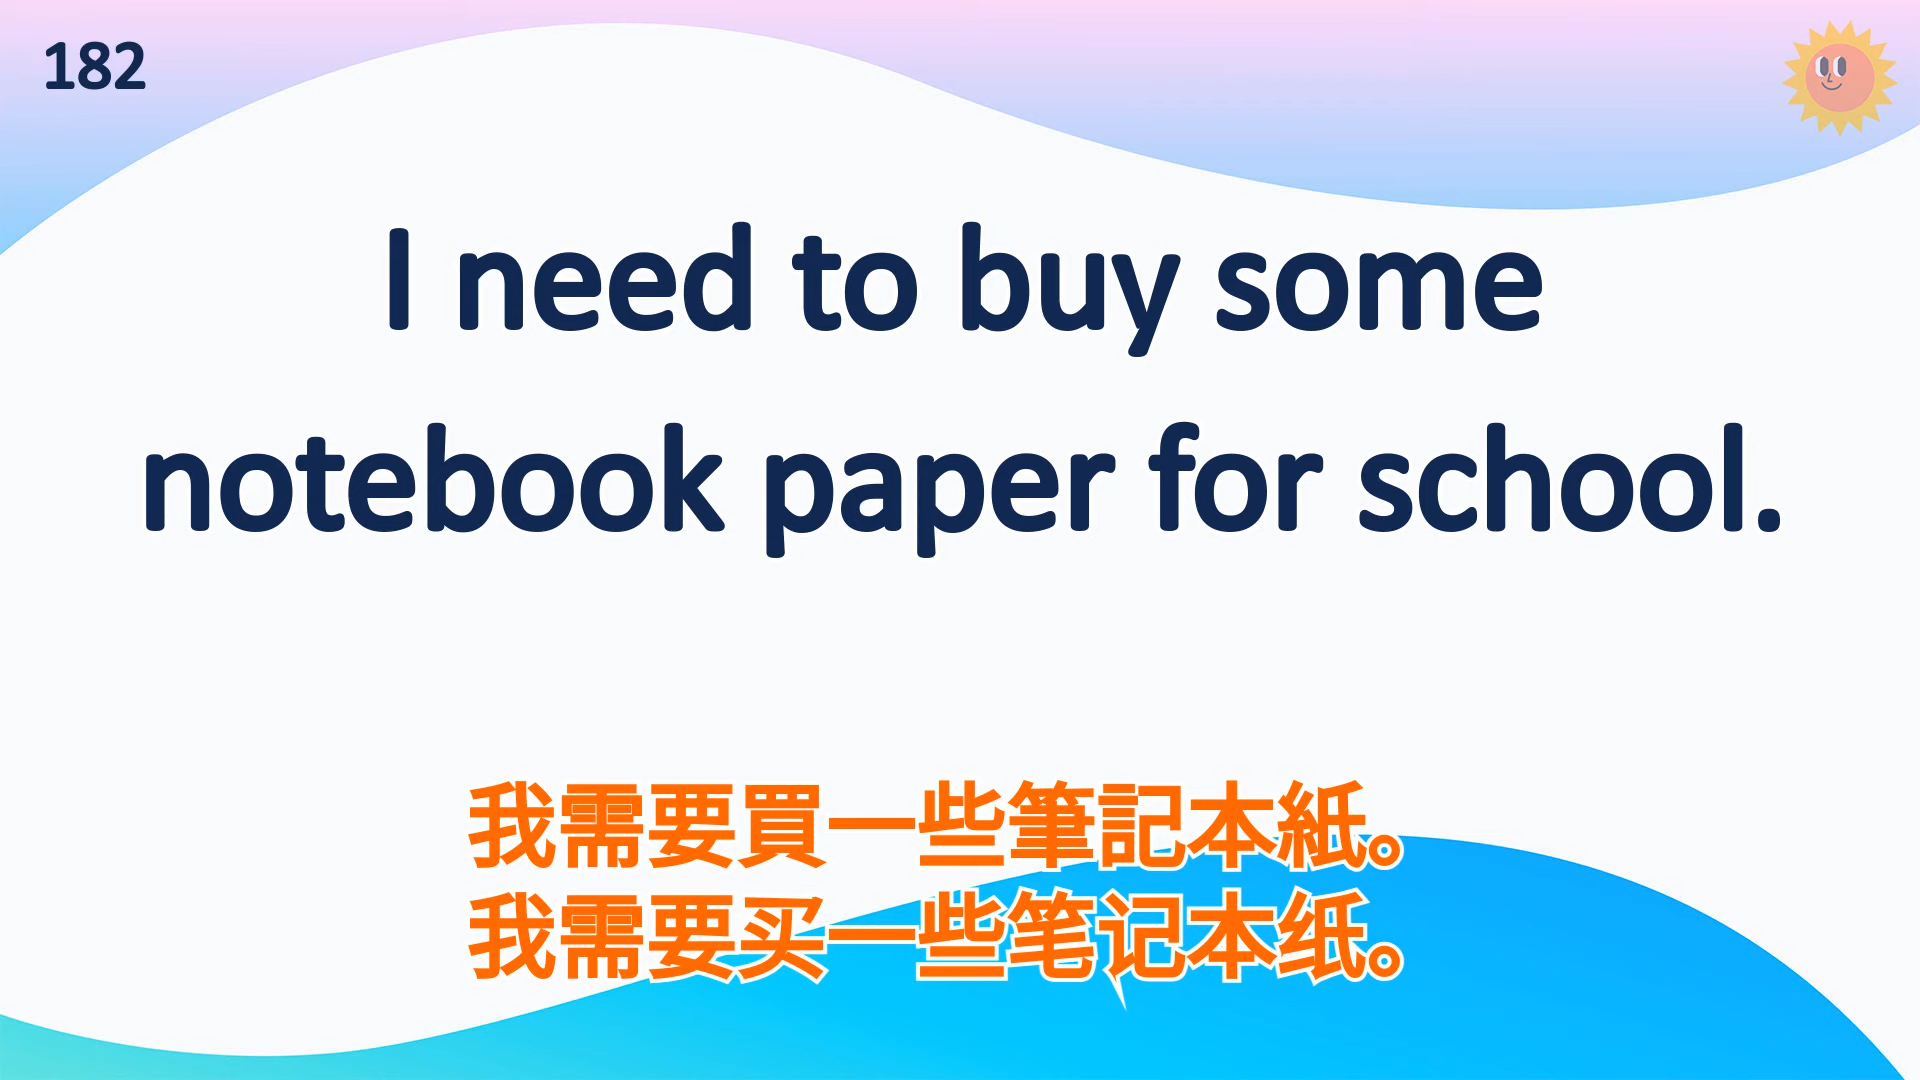 182
I need to buy some
notebook paper for school.
我需要買一些筆記本紙。
我需要买一些笔记本纸。